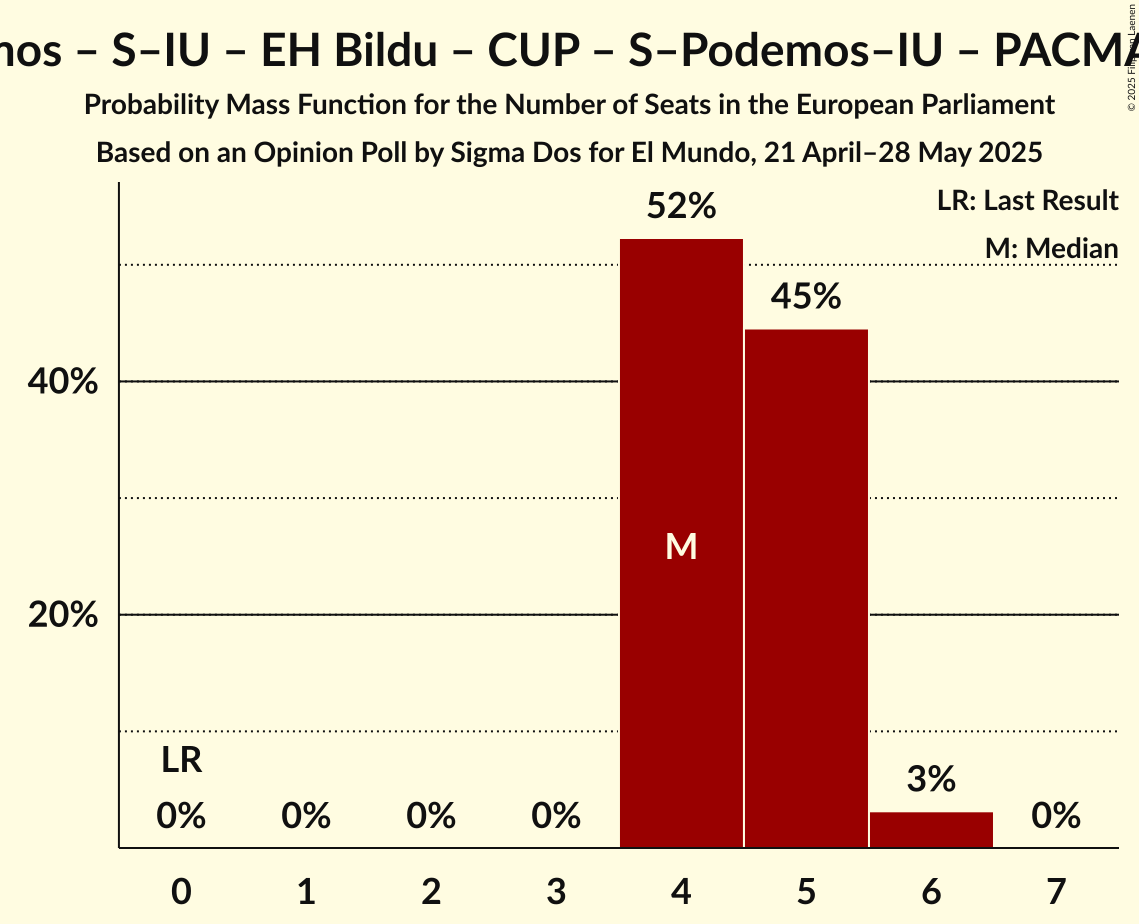 – S–IU – EH Bildu – CUP – S–Podemos–IU –
Probability Mass Function for the Number of Seats in the European Parliament
Based on an Opinion Poll by Sigma Dos for El Mundo, 21 April–28 May 2025
© 2025 Filip van Laenen
LR: Last Result
M: Median
52%
45%
40%
M
20%
LR
3%
0% 0% 0% 0% 0%
0 1 2 3 4 5 6 7